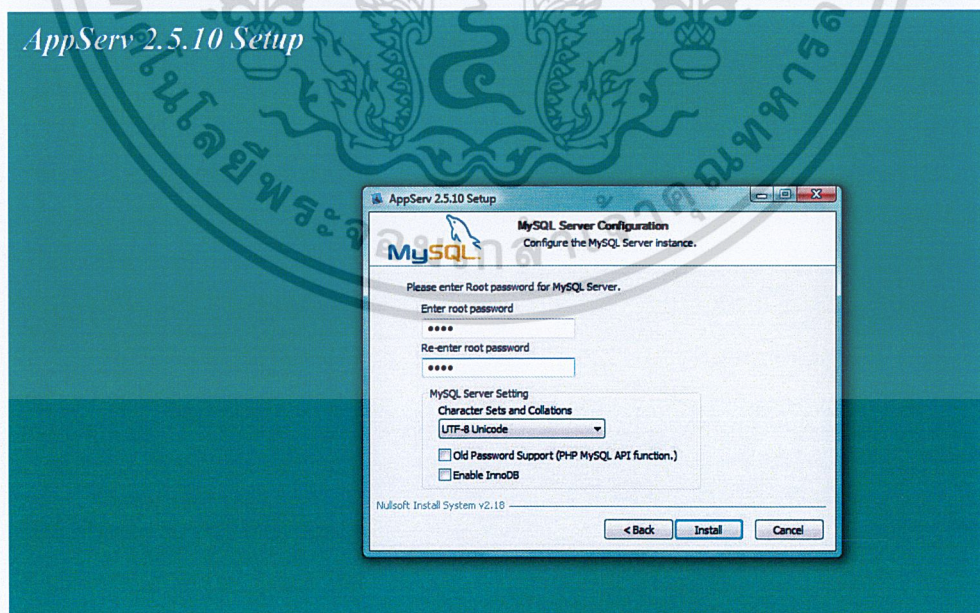 AppServ 2.5.10 Setup
AppServ 2.5.10 Setup
MySQL Server Configuration
Configure the MySQL Server instance.
MySQL
Please enter Root password for MySQL Server.
Enter root password
••••
Re-enter root password
••••
MySQL Server Setting
Character Sets and Collations
UTF-8 Unicode
Old Password Support (PHP MySQL API function.)
Enable InnoDB
Nullsoft Install System v2.18
< Back
Install
Cancel